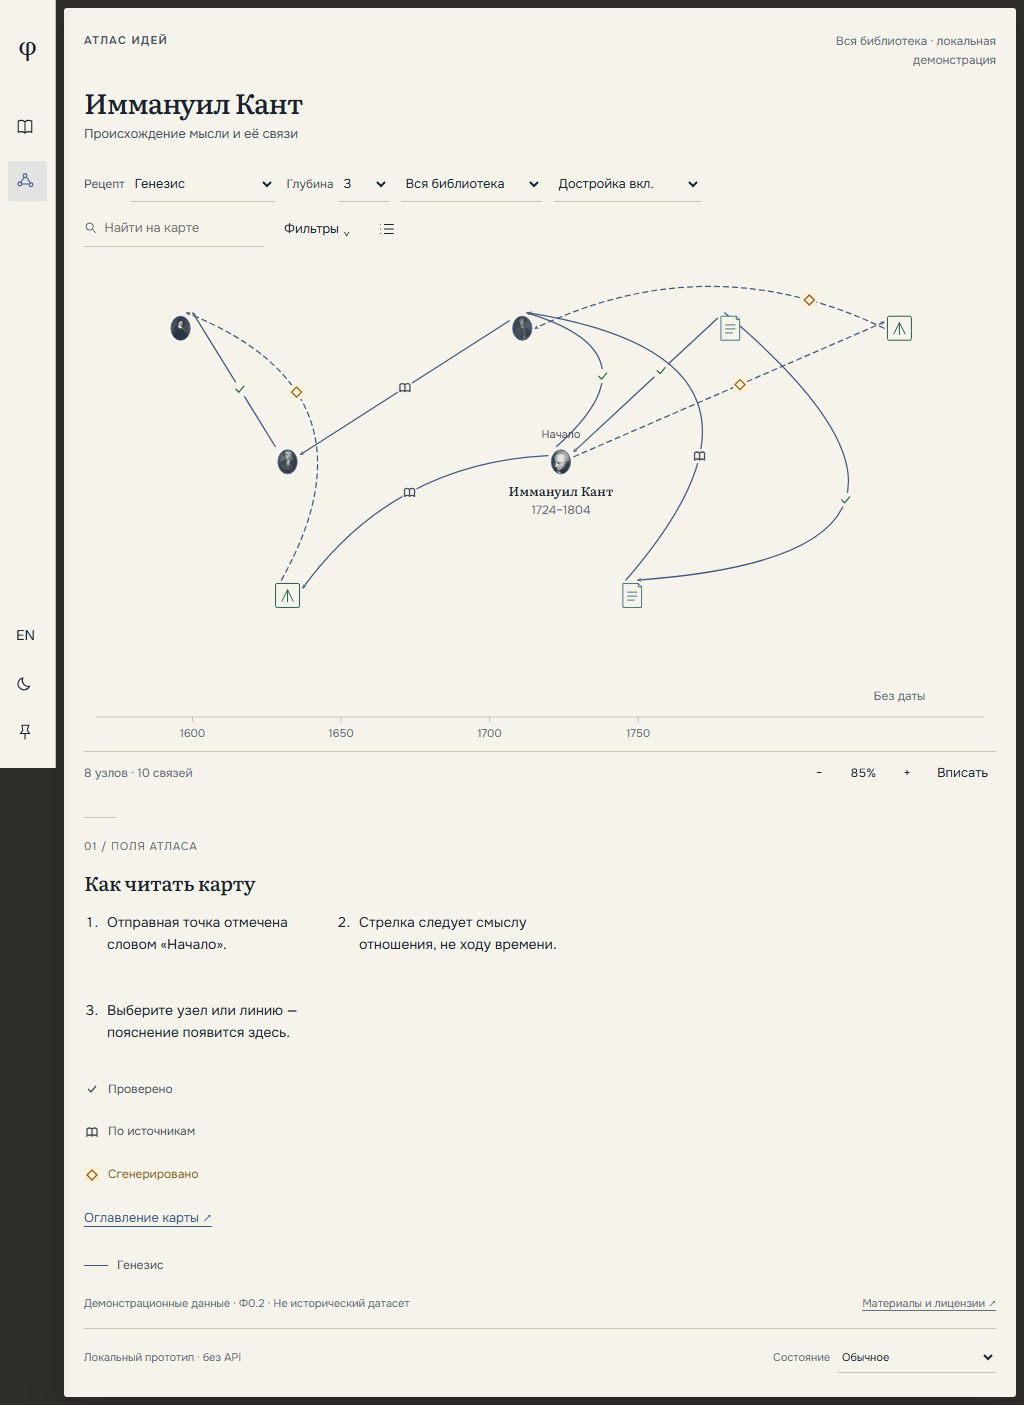 φ
АТЛАС ИДЕЙ
Вся библиотека · локальная
демонстрация
Иммануил Кант
Происхождение мысли и её связи
Рецепт Генезис Глубина 3 Вся библиотека Достройка вкл.
Найти на карте Фильтры
Начало
Иммануил Кант
1724–1804
EN
Без даты
1600 1650 1700 1750
8 узлов · 10 связей − 85% + Вписать
01 / ПОЛЯ АТЛАСА
Как читать карту
1. Отправная точка отмечена
словом «Начало».
2. Стрелка следует смыслу
отношения, не ходу времени.
3. Выберите узел или линию —
пояснение появится здесь.
Проверено
По источникам
Сгенерировано
Оглавление карты ↗
Генезис
Демонстрационные данные · Ф0.2 · Не исторический датасет Материалы и лицензии ↗
Локальный прототип · без API Состояние Обычное